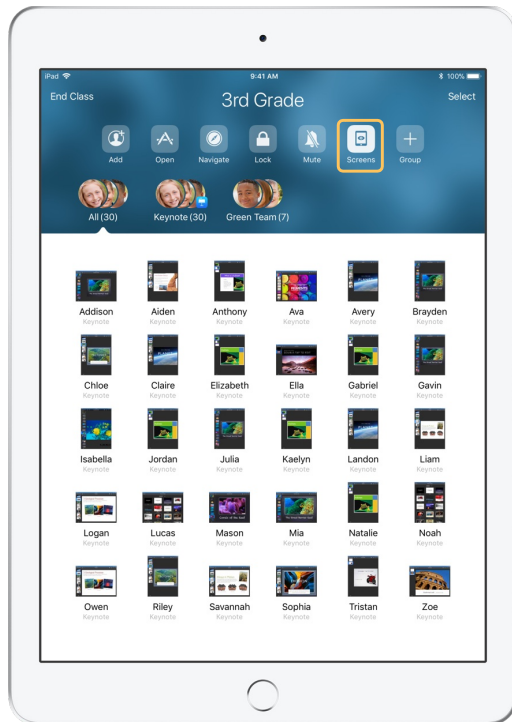 iPad 9:41 AM 100%
End Class 3rd Grade Select
Add Open Navigate Lock Mute Screens Group
All (30) Keynote (30) Green Team (7)
Addison Aiden Anthony Ava Avery Brayden
Keynote Keynote Keynote Keynote Keynote Keynote
Chloe Claire Elizabeth Ella Gabriel Gavin
Keynote Keynote Keynote Keynote Keynote Keynote
Isabella Jordan Julia Kaelyn Landon Liam
Keynote Keynote Keynote Keynote Keynote Keynote
Logan Lucas Mason Mia Natalie Noah
Keynote Keynote Keynote Keynote Keynote Keynote
Owen Riley Savannah Sophia Tristan Zoe
Keynote Keynote Keynote Keynote Keynote Keynote